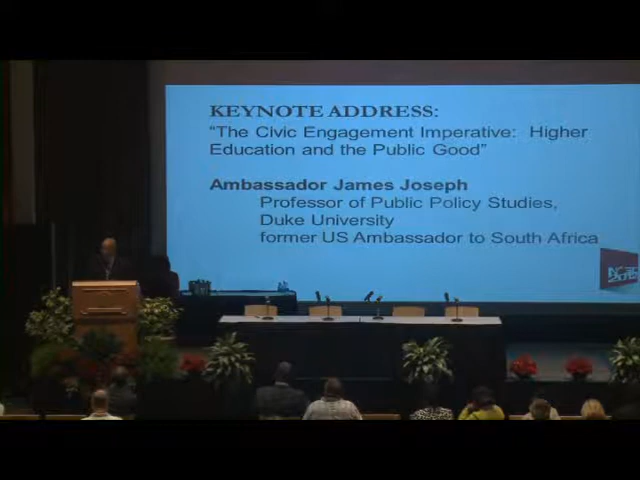 KEYNOTE ADDRESS:
"The Civic Engagement Imperative: Higher
Education and the Public Good"
Ambassador James Joseph
Professor of Public Policy Studies,
Duke University
former US Ambassador to South Africa